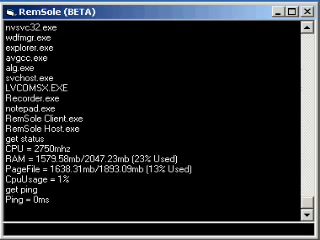 RemSole (BETA)
nvsvc32.exe
wdfmgr.exe
explorer.exe
avgcc.exe
alg.exe
svchost.exe
LVCOMSX.EXE
Recorder.exe
notepad.exe
RemSole Client.exe
RemSole Host.exe
get status
CPU = 2750mhz
RAM = 1579.58mb/2047.23mb (23% Used)
PageFile = 1638.31mb/1893.09mb (13% Used)
CpuUsage = 1%
get ping
Ping = 0ms